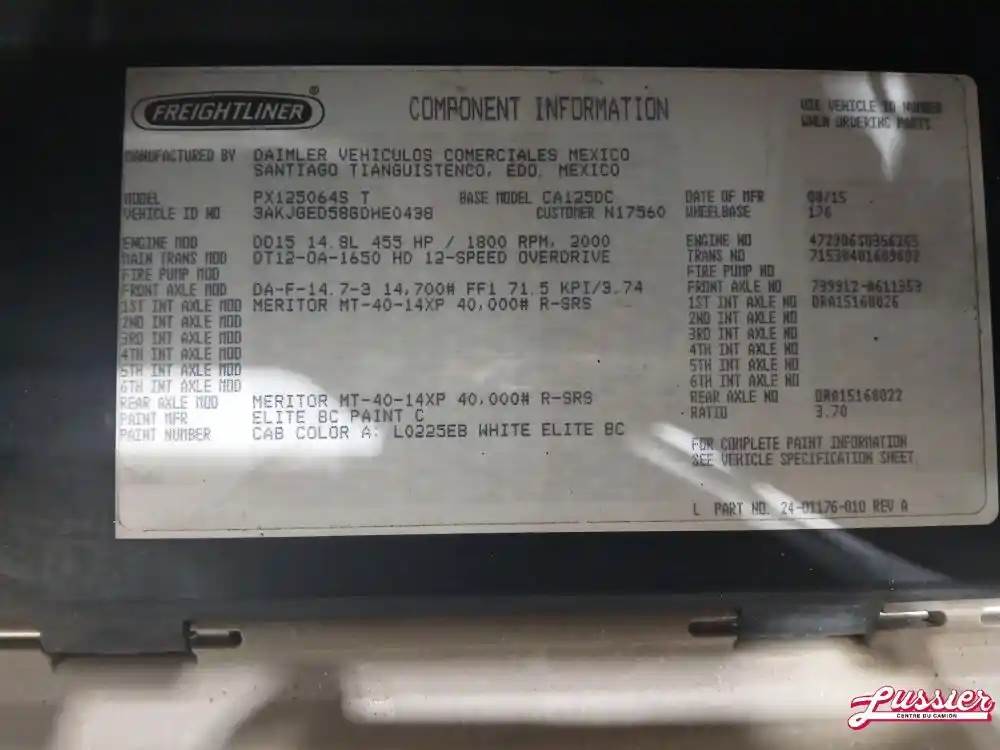 FREIGHTLINER ®
COMPONENT INFORMATION
USE VEHICLE ID NUMBER
WHEN ORDERING PARTS.
MANUFACTURED BY DAIMLER VEHICULOS COMERCIALES MEXICO
SANTIAGO TIANGUISTENCO, EDO. MEXICO
MODEL PX125064S T BASE MODEL CA125DC DATE OF MFR 08/15
VEHICLE ID NO 3AKJGED58GDHE0438 CUSTOMER N17560 WHEELBASE 176
ENGINE MOD DD15 14.8L 455 HP / 1800 RPM, 2000 ENGINE NO
MAIN TRANS MOD DT12-OA-1650 HD 12-SPEED OVERDRIVE TRANS NO
FIRE PUMP MOD FIRE PUMP NO
FRONT AXLE MOD DA-F-14.7-3 14,700# FF1 71.5 KPI/3.74 FRONT AXLE NO
1ST INT AXLE MOD MERITOR MT-40-14XP 40,000# R-SRS 1ST INT AXLE NO
2ND INT AXLE MOD 2ND INT AXLE NO
3RD INT AXLE MOD 3RD INT AXLE NO
4TH INT AXLE MOD 4TH INT AXLE NO
5TH INT AXLE MOD 5TH INT AXLE NO
6TH INT AXLE MOD 6TH INT AXLE NO
REAR AXLE MOD MERITOR MT-40-14XP 40,000# R-SRS REAR AXLE NO
PAINT MFR ELITE BC PAINT C RATIO 3.70
PAINT NUMBER CAB COLOR A: L0225EB WHITE ELITE BC
FOR COMPLETE PAINT INFORMATION
SEE VEHICLE SPECIFICATION SHEET
L PART NO. 24-01176-010 REV A
Lussier
CENTRE DU CAMION